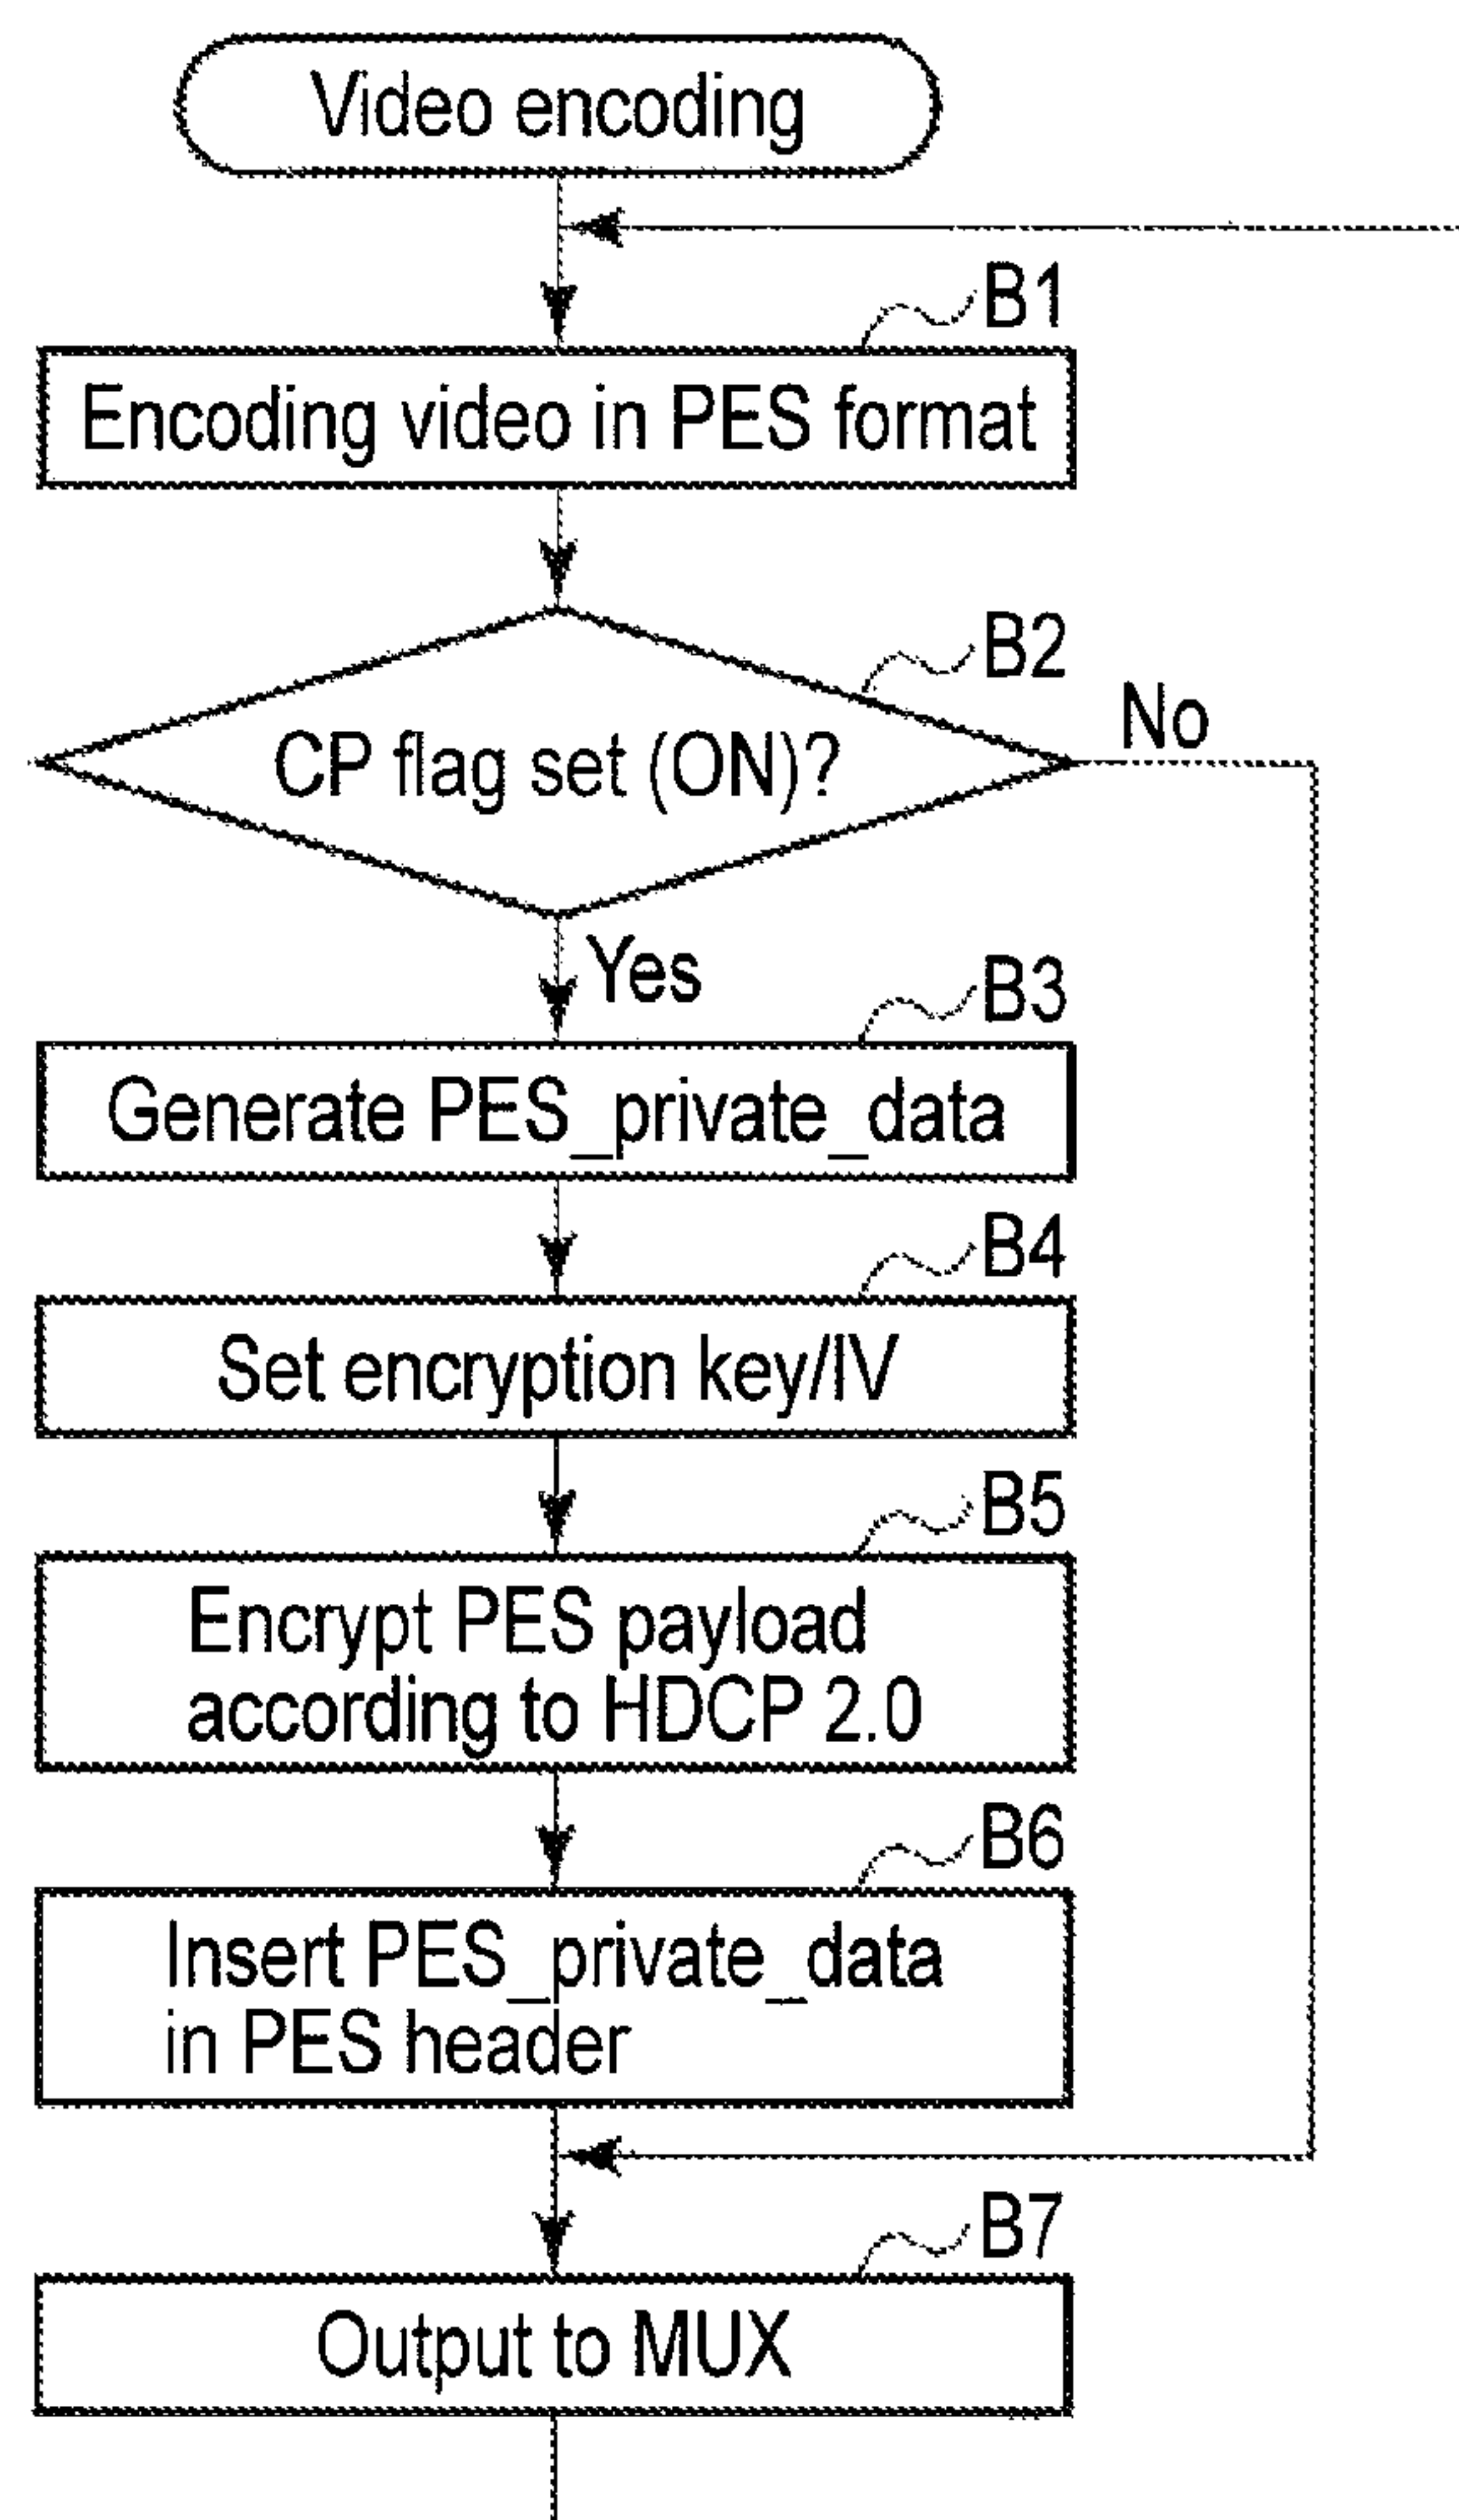 Video encoding
B1
Encoding video in PES format
B2
No
CP flag set (ON)?
Yes
B3
Generate PES_private_data
B4
Set encryption key/IV
B5
Encrypt PES payload
according to HDCP 2.0
B6
Insert PES_private_data
in PES header
B7
Output to MUX